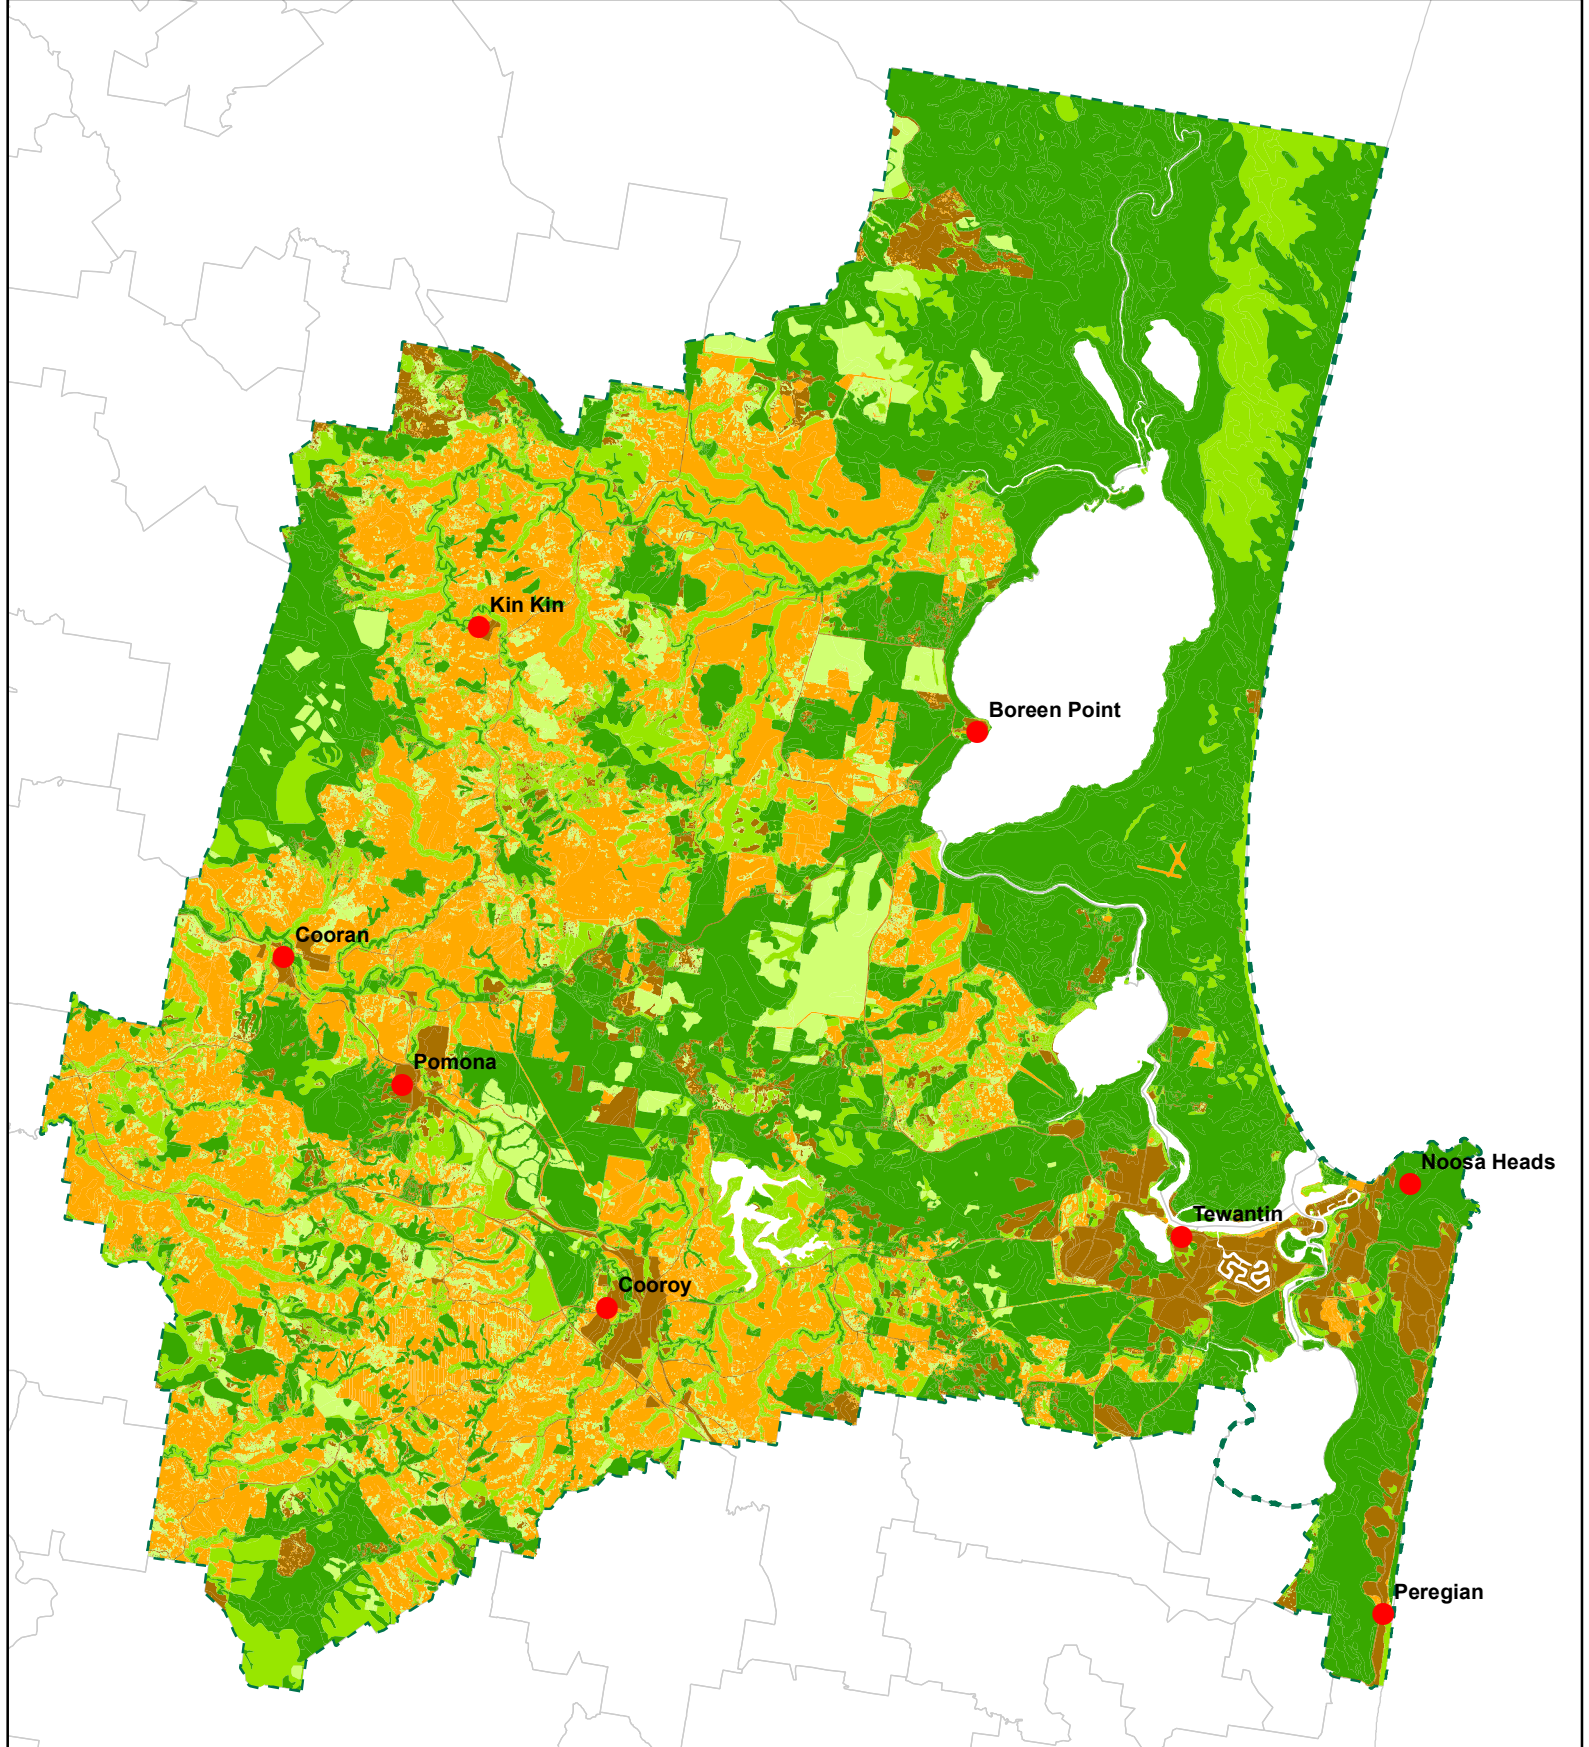 Kin Kin
Boreen Point
Cooran
Pomona
Noosa Heads
Tewantin
Cooroy
Peregian